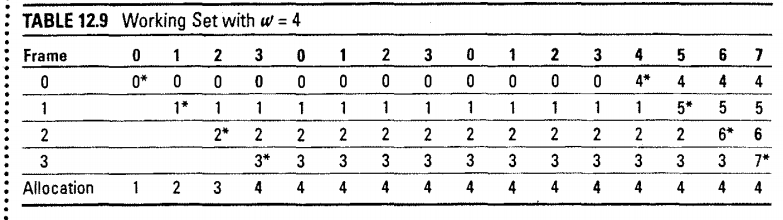 TABLE 12.9 Working Set with w = 4
Frame 0 1 2 3 0 1 2 3 0 1 2 3 4 5 6 7
0 0* 0 0 0 0 0 0 0 0 0 0 0 4* 4 4 4
1 1* 1 1 1 1 1 1 1 1 1 1 1 5* 5 5
2 2* 2 2 2 2 2 2 2 2 2 2 2 6* 6
3 3* 3 3 3 3 3 3 3 3 3 3 3 7*
Allocation 1 2 3 4 4 4 4 4 4 4 4 4 4 4 4 4